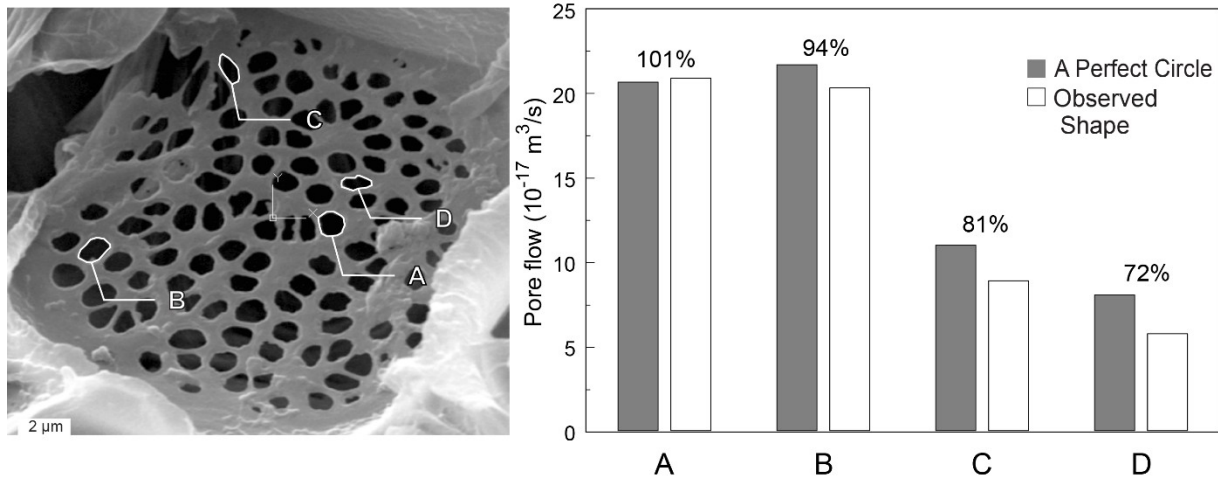 C
Y
X
D
A
B
2 µm
25
20
15
10
5
0
Pore flow (10⁻¹⁷ m³/s)
101%
94%
81%
72%
A Perfect Circle
Observed
Shape
A B C D